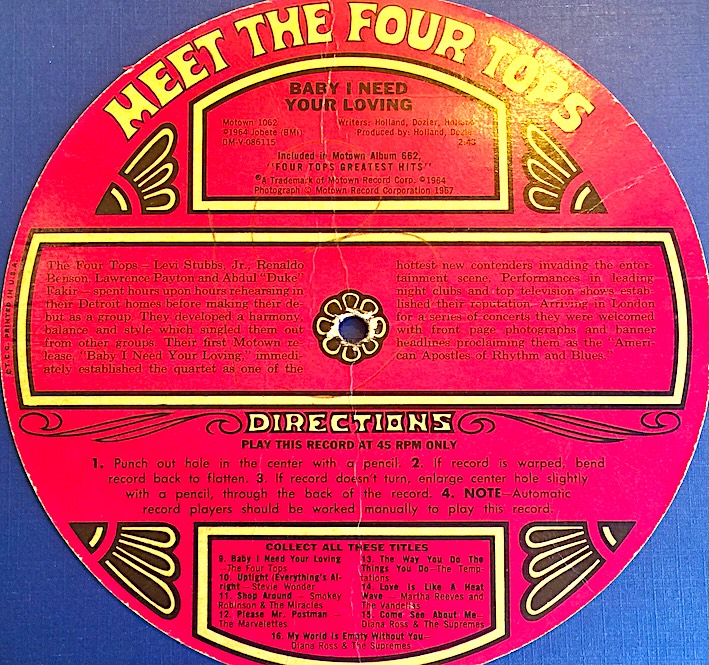 MEET THE FOUR TOPS
BABY I NEED
YOUR LOVING
Motown 1062
©1964 Jobete (BMI)
DM-V-086115
Writers: Holland, Dozier, Holland
Produced by: Holland, Dozier
2:43
Included in Motown Album 662,
"FOUR TOPS GREATEST HITS"
®A Trademark of Motown Record Corp. ©1964
Photograph © Motown Record Corporation 1967
©T.C.G. PRINTED IN U.S.A.
The Four Tops—Levi Stubbs, Jr., Renaldo
Benson, Lawrence Payton and Abdul "Duke"
Fakir—spent hours upon hours rehearsing in
their Detroit homes before making their de-
but as a group. They developed a harmony,
balance and style which singled them out
from other groups. Their first Motown re-
lease, "Baby I Need Your Loving," immedi-
ately established the quartet as one of the
hottest new contenders invading the enter-
tainment scene. Performances in leading
night clubs and top television shows estab-
lished their reputation. Arriving in London
for a series of concerts they were welcomed
with front page photographs and banner
headlines proclaiming them as the "Ameri-
can Apostles of Rhythm and Blues."
DIRECTIONS
PLAY THIS RECORD AT 45 RPM ONLY
1. Punch out hole in the center with a pencil. 2. If record is warped, bend
record back to flatten. 3. If record doesn't turn, enlarge center hole slightly
with a pencil, through the back of the record. 4. NOTE—Automatic
record players should be worked manually to play this record.
COLLECT ALL THESE TITLES
9. Baby I Need Your Loving
—The Four Tops
10. Uptight (Everything's Al-
right—Stevie Wonder
11. Shop Around — Smokey
Robinson & The Miracles
12. Please Mr. Postman —
The Marvelettes
13. The Way You Do The
Things You Do—The Temp-
tations
14. Love Is Like A Heat
Wave — Martha Reeves and
The Vandellas
15. Come See About Me—
Diana Ross & The Supremes
16. My World Is Empty Without You—
Diana Ross & The Supremes